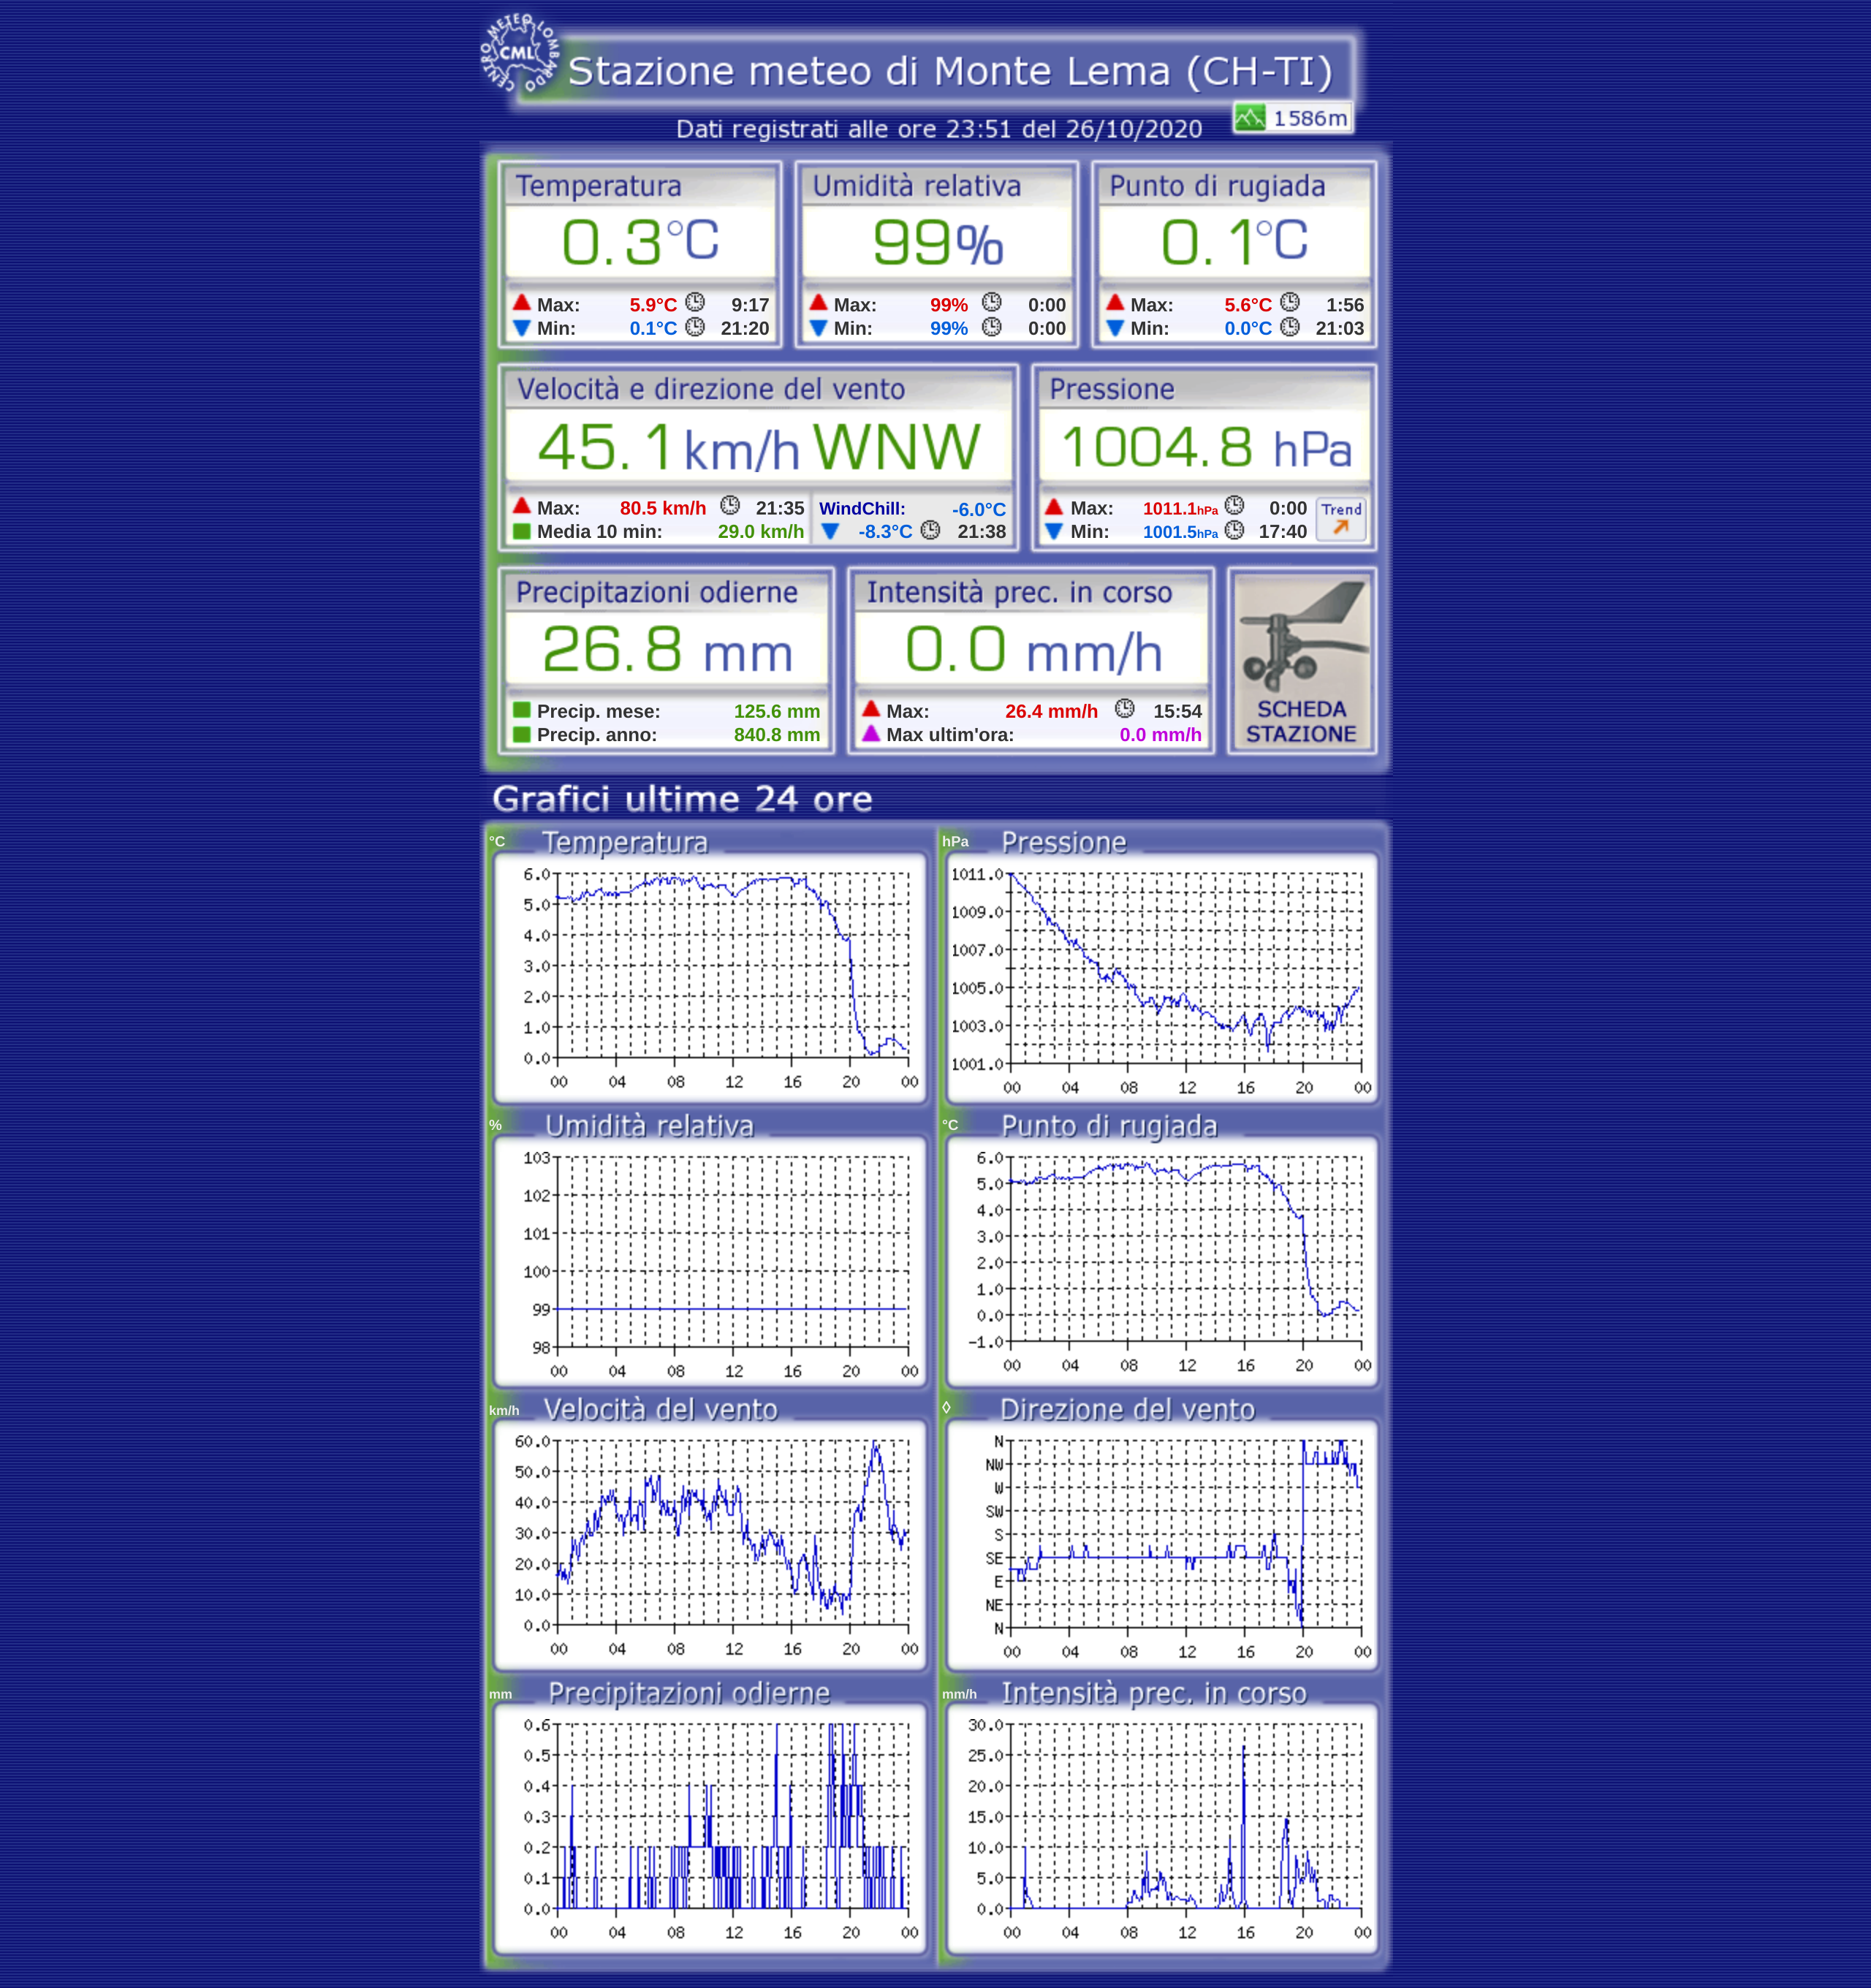 CENTRO METEO LOMBARDO
CML
Stazione meteo di Monte Lema (CH-TI)
1586m
Dati registrati alle ore 23:51 del 26/10/2020
Temperatura
0.3°C
Max: 5.9°C 9:17
Min: 0.1°C 21:20
Umidità relativa
99%
Max: 99% 0:00
Min: 99% 0:00
Punto di rugiada
0.1°C
Max: 5.6°C 1:56
Min: 0.0°C 21:03
Velocità e direzione del vento
45.1 km/h WNW
Max: 80.5 km/h 21:35
Media 10 min: 29.0 km/h
WindChill: -6.0°C
-8.3°C 21:38
Pressione
1004.8 hPa
Max: 1011.1hPa 0:00
Min: 1001.5hPa 17:40
Trend
Precipitazioni odierne
26.8 mm
Precip. mese: 125.6 mm
Precip. anno: 840.8 mm
Intensità prec. in corso
0.0 mm/h
Max: 26.4 mm/h 15:54
Max ultim'ora: 0.0 mm/h
SCHEDA
STAZIONE
Grafici ultime 24 ore
°C Temperatura
6.0
5.0
4.0
3.0
2.0
1.0
0.0
00 04 08 12 16 20 00
hPa Pressione
1011.0
1009.0
1007.0
1005.0
1003.0
1001.0
00 04 08 12 16 20 00
% Umidità relativa
103
102
101
100
99
98
00 04 08 12 16 20 00
°C Punto di rugiada
6.0
5.0
4.0
3.0
2.0
1.0
0.0
-1.0
00 04 08 12 16 20 00
km/h Velocità del vento
60.0
50.0
40.0
30.0
20.0
10.0
0.0
00 04 08 12 16 20 00
◊ Direzione del vento
N
NW
W
SW
S
SE
E
NE
N
00 04 08 12 16 20 00
mm Precipitazioni odierne
0.6
0.5
0.4
0.3
0.2
0.1
0.0
00 04 08 12 16 20 00
mm/h Intensità prec. in corso
30.0
25.0
20.0
15.0
10.0
5.0
0.0
00 04 08 12 16 20 00